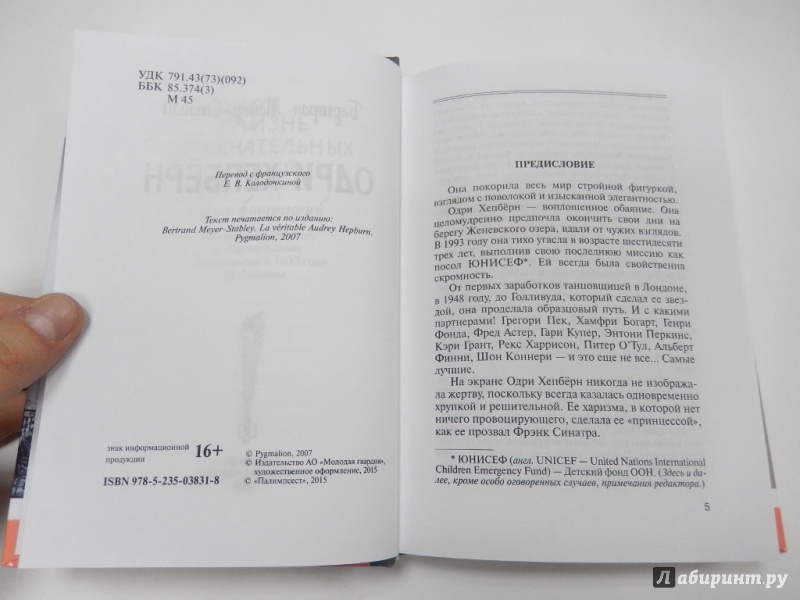 УДК 791.43(73)(092)
ББК 85.374(3)
М 45
Перевод с французского
Е. В. Колодочкиной
Текст печатается по изданию:
Bertrand Meyer-Stabley. La véritable Audrey Hepburn,
Pygmalion, 2007
знак информационной
продукции
16+
© Pygmalion, 2007
© Издательство АО «Молодая гвардия»,
художественное оформление, 2015
© «Палимпсест», 2015
ISBN 978-5-235-03831-8
ПРЕДИСЛОВИЕ
Она покорила весь мир стройной фигуркой,
взглядом с поволокой и изысканной элегантностью.
Одри Хепбёрн — воплощенное обаяние. Она
целомудренно предпочла окончить свои дни на
берегу Женевского озера, вдали от чужих взглядов.
В 1993 году она тихо угасла в возрасте шестидесяти
трех лет, выполнив свою последнюю миссию как
посол ЮНИСЕФ*. Ей всегда была свойственна
скромность.
От первых заработков танцовщицей в Лондоне,
в 1948 году, до Голливуда, который сделал ее звез-
дой, она проделала образцовый путь. И с какими
партнерами! Грегори Пек, Хамфри Богарт, Генри
Фонда, Фред Астер, Гари Купер, Энтони Перкинс,
Кэри Грант, Рекс Харрисон, Питер О'Тул, Альберт
Финни, Шон Коннери — и это еще не все... Самые
лучшие.
На экране Одри Хепбёрн никогда не изобража-
ла жертву, поскольку всегда казалась одновременно
хрупкой и решительной. Ее харизма, в которой нет
ничего провоцирующего, сделала ее «принцессой»,
как ее прозвал Фрэнк Синатра.
* ЮНИСЕФ (англ. UNICEF — United Nations International
Children Emergency Fund) — Детский фонд ООН. (Здесь и да-
лее, кроме особо оговоренных случаев, примечания редактора.)
5
Лабиринт.ру